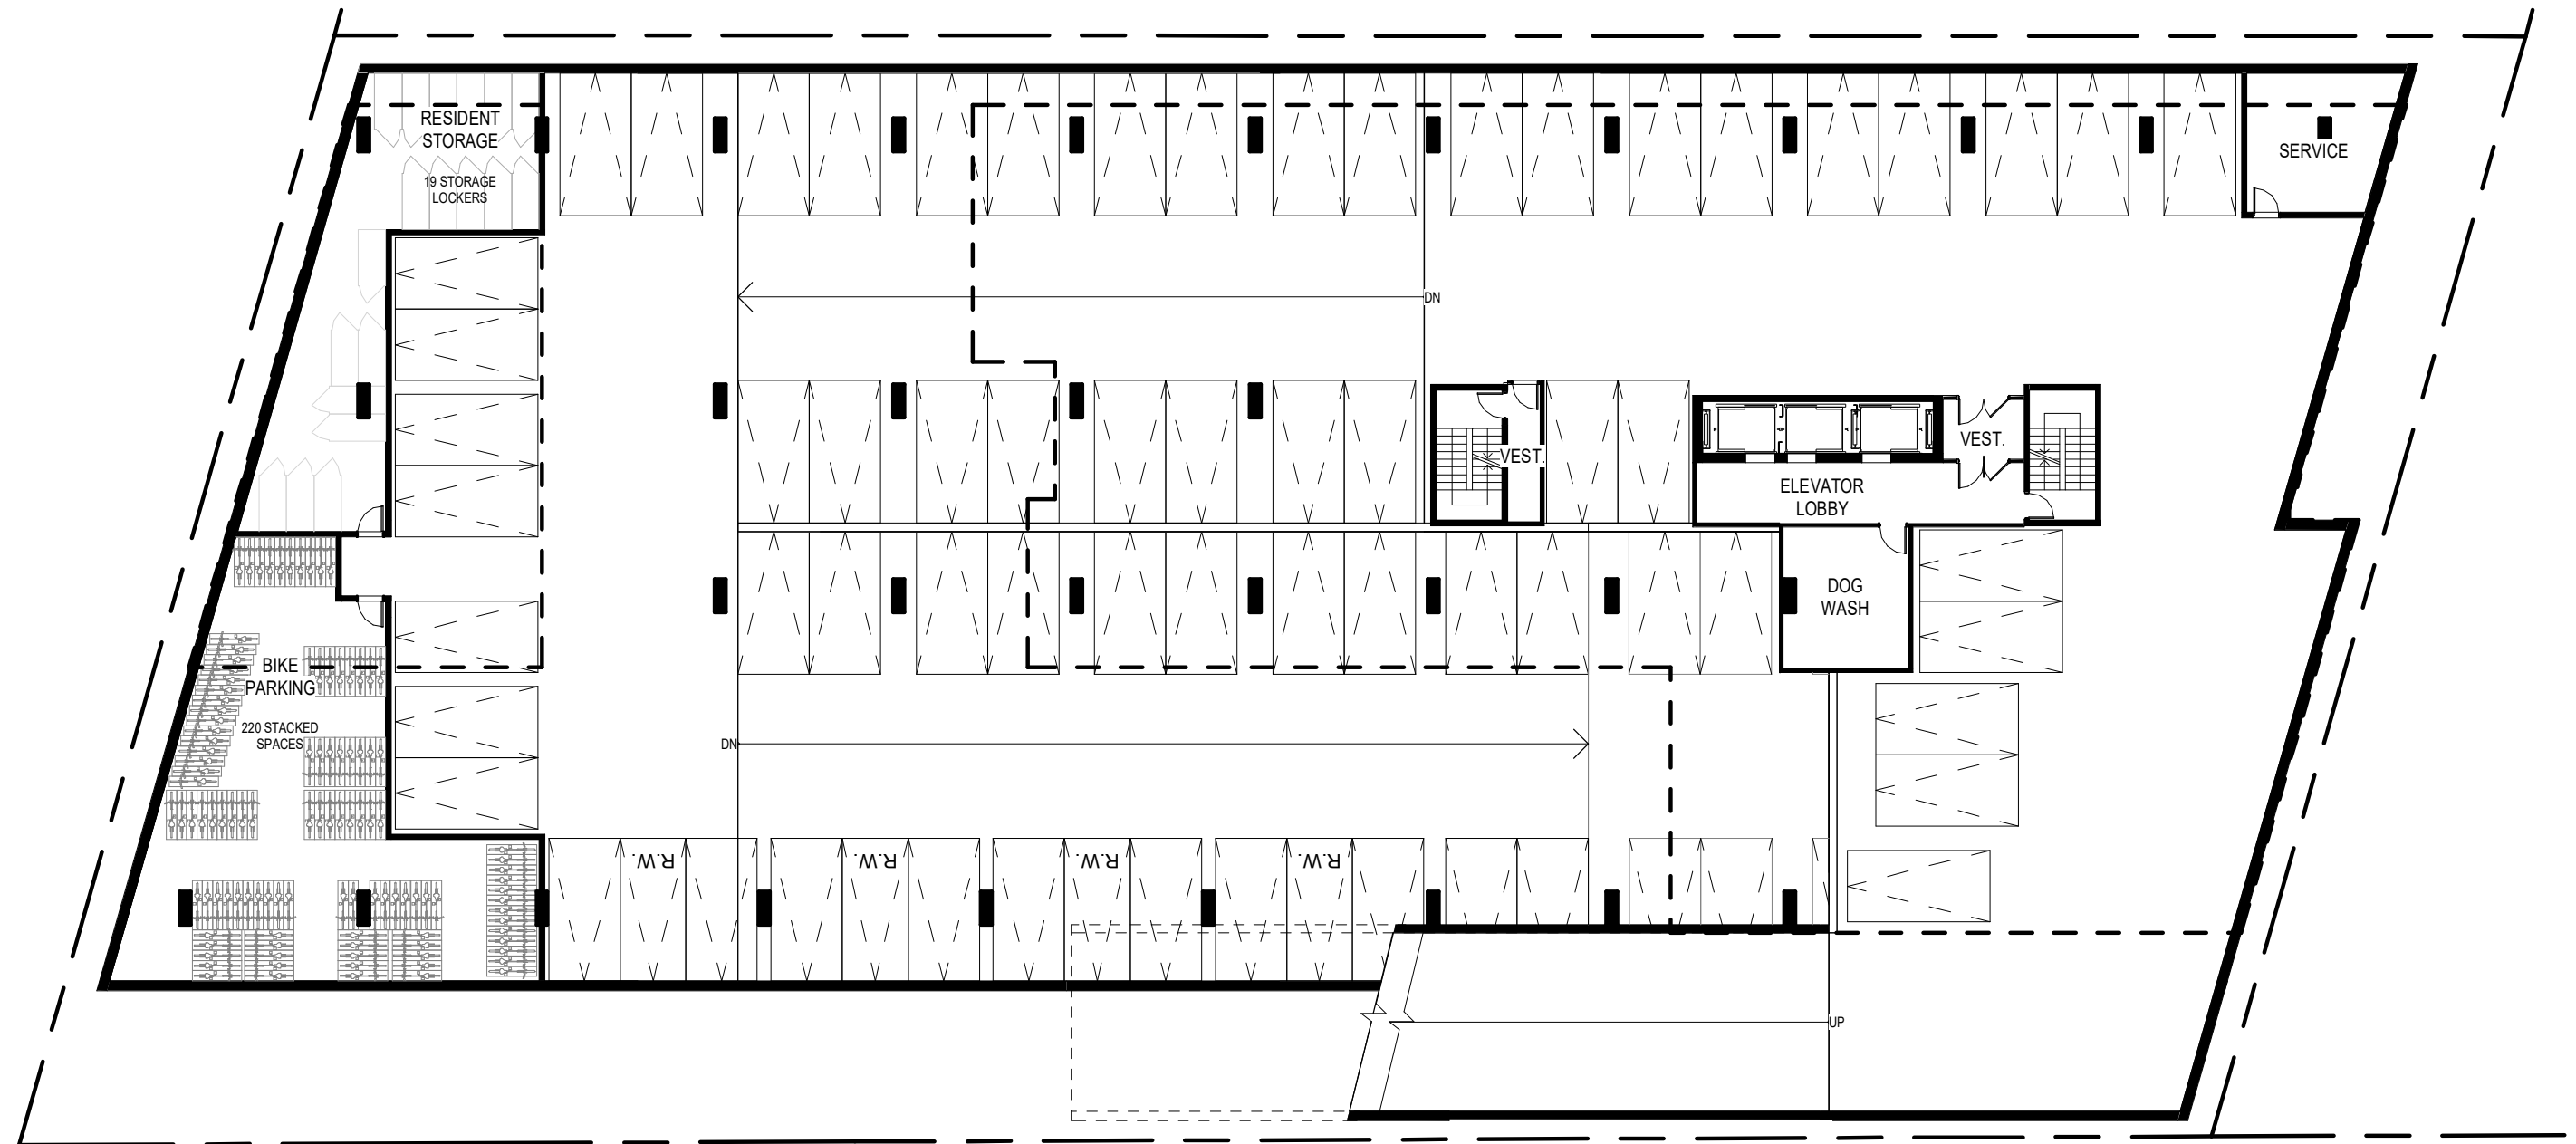 RESIDENT
STORAGE
19 STORAGE
LOCKERS
SERVICE
DN
VEST.
VEST.
ELEVATOR
LOBBY
DOG
WASH
BIKE
PARKING
220 STACKED
SPACES
DN
R.W.
R.W.
R.W.
R.W.
UP